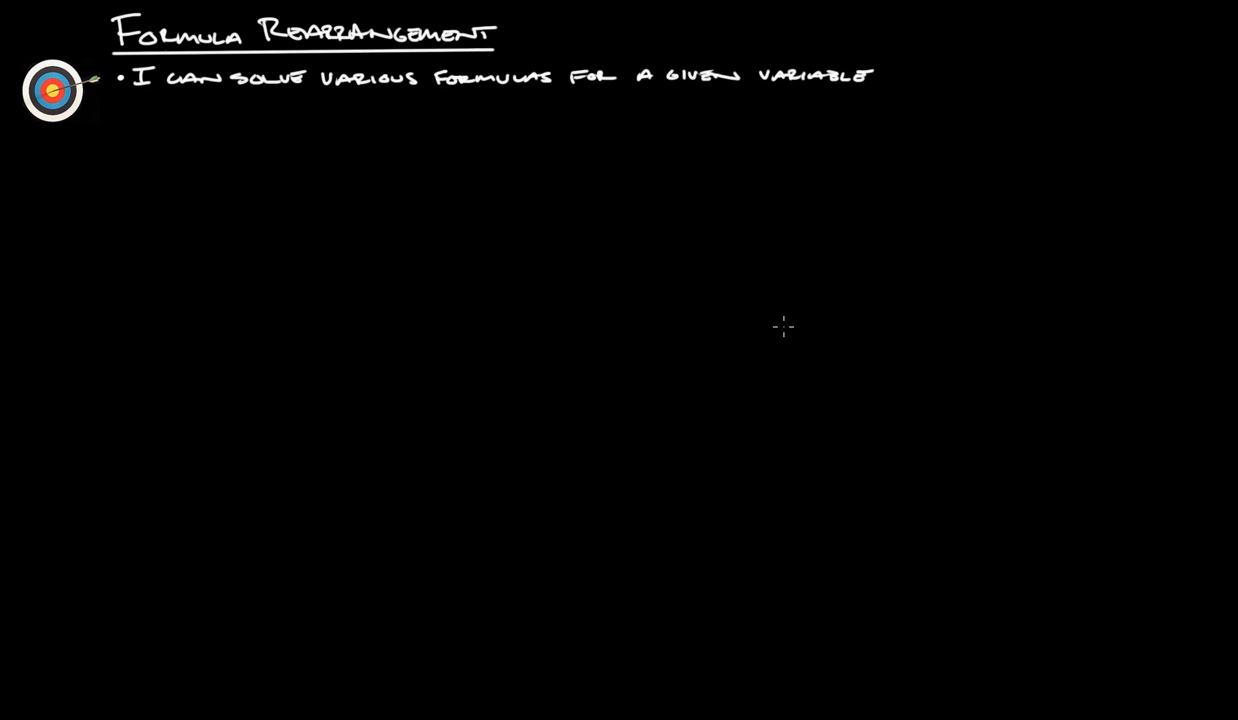 FORMULA REARRANGEMENT
• I CAN SOLVE VARIOUS FORMULAS FOR A GIVEN VARIABLE